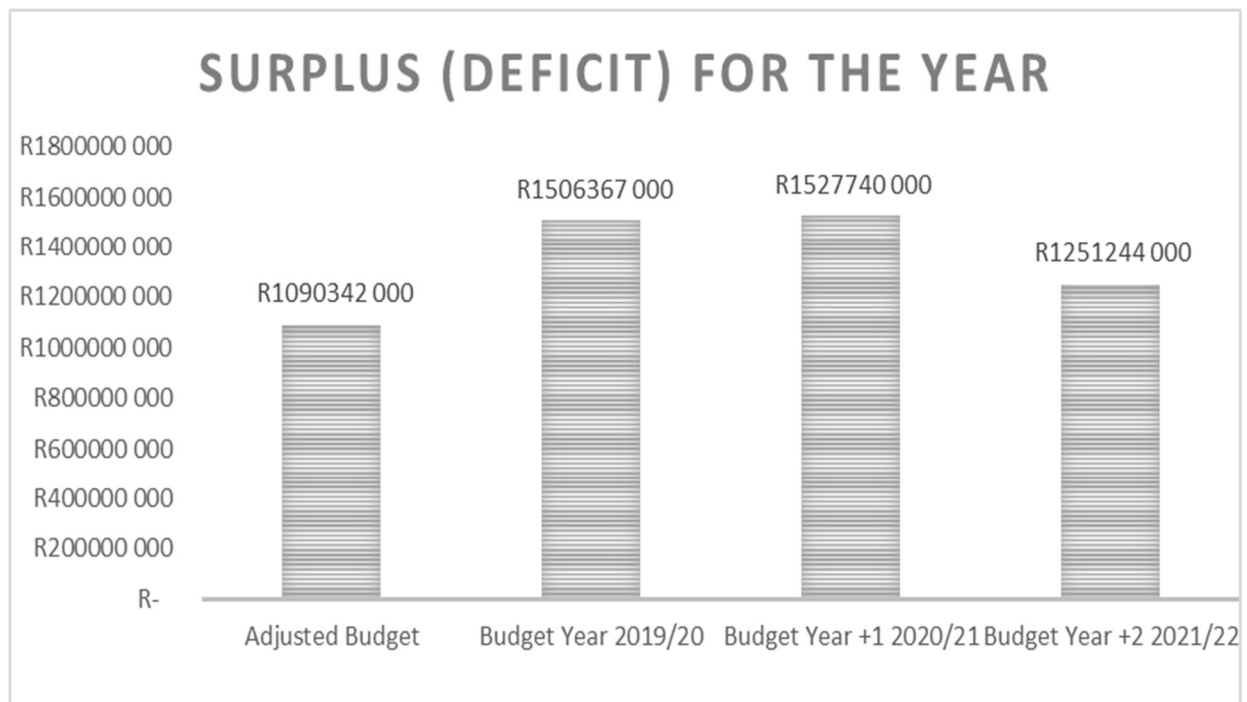 SURPLUS (DEFICIT) FOR THE YEAR
R1800000 000
R1600000 000
R1400000 000
R1200000 000
R1000000 000
R800000 000
R600000 000
R400000 000
R200000 000
R-
R1090342 000
R1506367 000
R1527740 000
R1251244 000
Adjusted Budget
Budget Year 2019/20
Budget Year +1 2020/21
Budget Year +2 2021/22